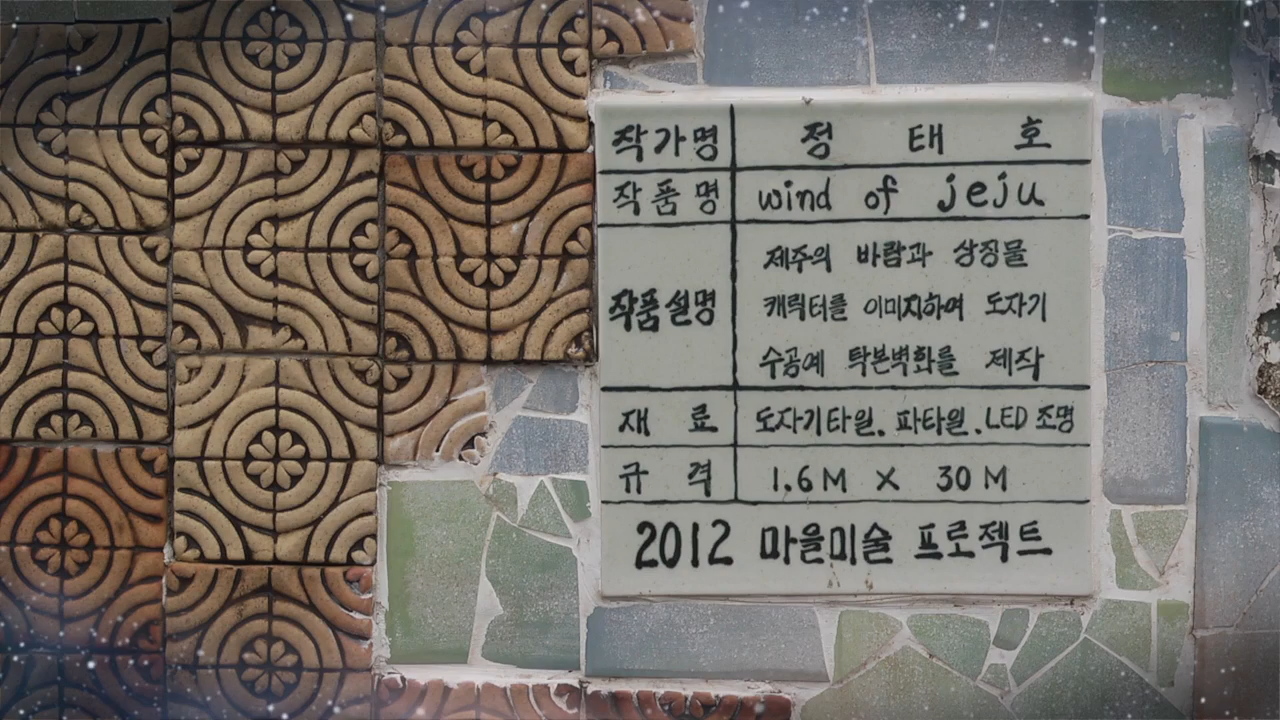 작가명 정 태 호
작품명 wind of jeju
작품설명 제주의 바람과 상징물
캐릭터를 이미지하여 도자기
수공예 탁본벽화를 제작
재 료 도자기타일. 파타일. LED 조명
규 격 1.6M X 30M
2012 마을미술 프로젝트